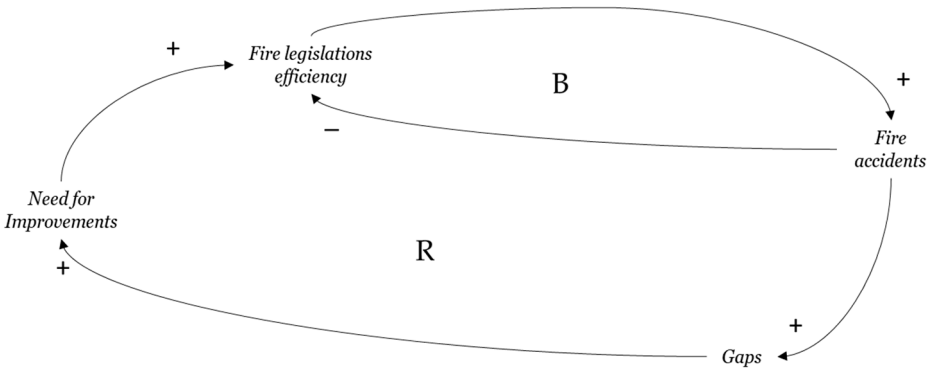 +
Fire legislations
efficiency
B
+
–
Fire
accidents
Need for
Improvements
R
+
+
Gaps